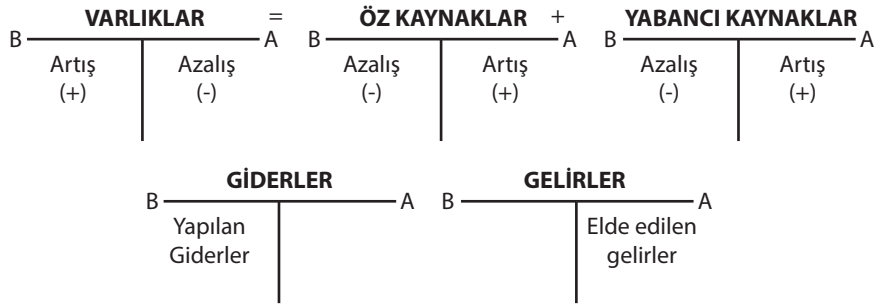 VARLIKLAR = ÖZ KAYNAKLAR + YABANCI KAYNAKLAR
B A B A B A
Artış Azalış Azalış Artış Azalış Artış
(+) (-) (-) (+) (-) (+)
GİDERLER GELİRLER
B A B A
Yapılan Elde edilen
Giderler gelirler